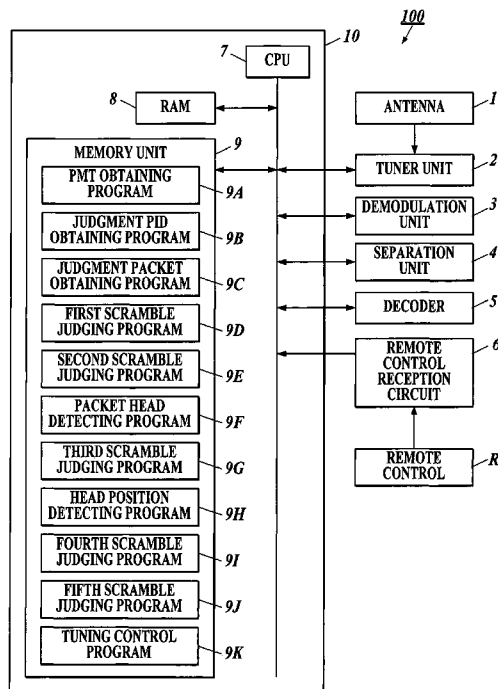 100
10
7
CPU
8
RAM
ANTENNA
1
9
MEMORY UNIT
TUNER UNIT
2
PMT OBTAINING
PROGRAM
9A
DEMODULATION
UNIT
3
JUDGMENT PID
OBTAINING PROGRAM
9B
SEPARATION
UNIT
4
JUDGMENT PACKET
OBTAINING PROGRAM
9C
DECODER
5
FIRST SCRAMBLE
JUDGING PROGRAM
9D
REMOTE
CONTROL
RECEPTION
CIRCUIT
6
SECOND SCRAMBLE
JUDGING PROGRAM
9E
PACKET HEAD
DETECTING PROGRAM
9F
THIRD SCRAMBLE
JUDGING PROGRAM
9G
REMOTE
CONTROL
R
HEAD POSITION
DETECTING PROGRAM
9H
FOURTH SCRAMBLE
JUDGING PROGRAM
9I
FIFTH SCRAMBLE
JUDGING PROGRAM
9J
TUNING CONTROL
PROGRAM
9K